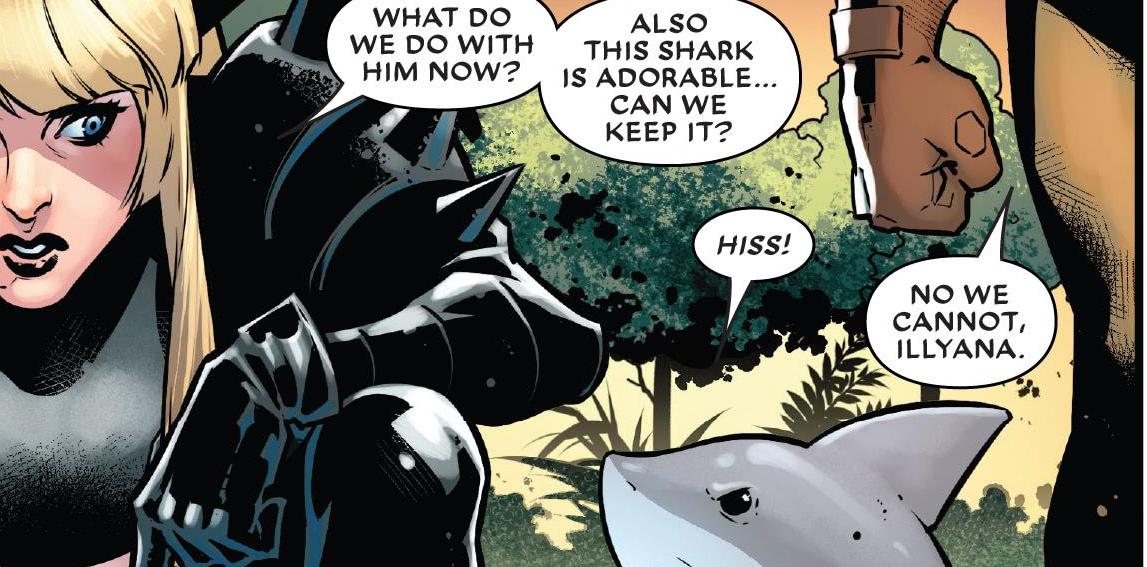 WHAT DO
WE DO WITH
HIM NOW?
ALSO
THIS SHARK
IS ADORABLE...
CAN WE
KEEP IT?
HISS!
NO WE
CANNOT,
ILLYANA.